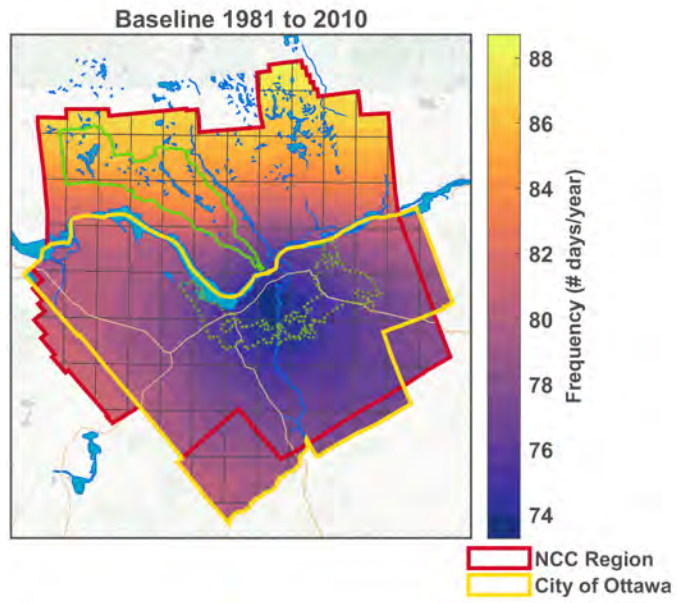 Baseline 1981 to 2010
88
86
84
82
80
78
76
74
Frequency (# days/year)
NCC Region
City of Ottawa